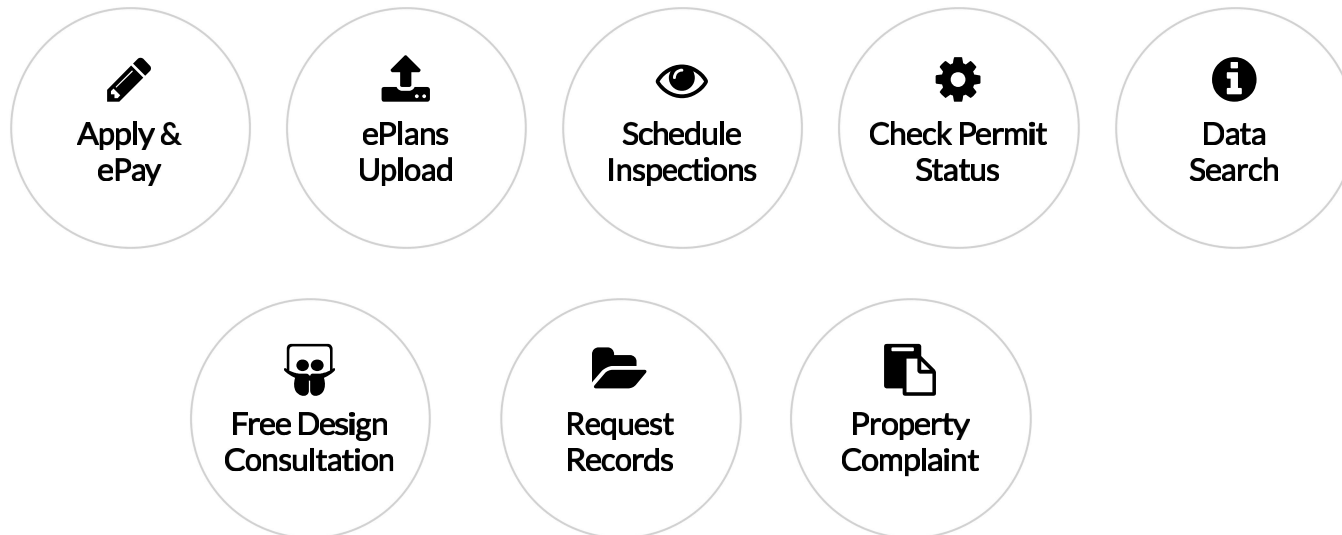 Apply &
ePay
ePlans
Upload
Schedule
Inspections
Check Permit
Status
Data
Search
Free Design
Consultation
Request
Records
Property
Complaint